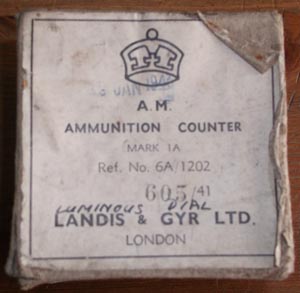 A.M.
AMMUNITION COUNTER
MARK 1A
Ref. No. 6A/1202
605/41
LUMINOUS DIAL
LANDIS & GYR LTD.
LONDON